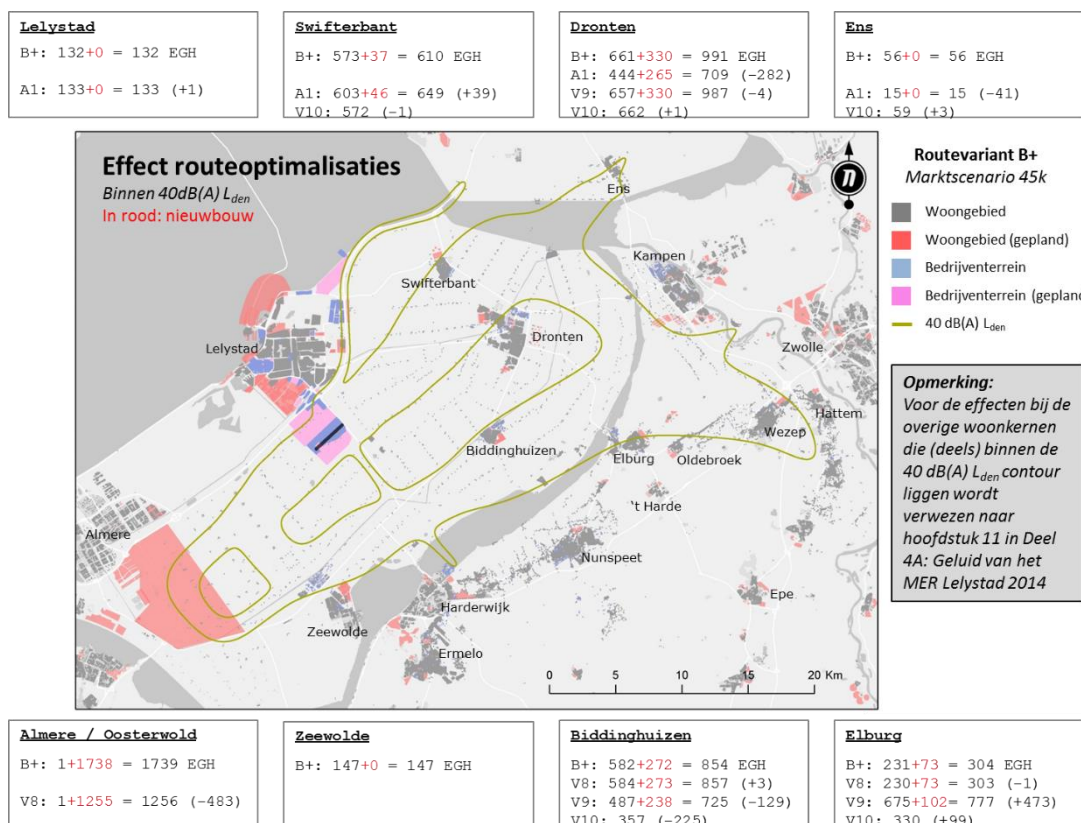 Lelystad
B+: 132+0 = 132 EGH
A1: 133+0 = 133 (+1)
Swifterbant
B+: 573+37 = 610 EGH
A1: 603+46 = 649 (+39)
V10: 572 (-1)
Dronten
B+: 661+330 = 991 EGH
A1: 444+265 = 709 (-282)
V9: 657+330 = 987 (-4)
V10: 662 (+1)
Ens
B+: 56+0 = 56 EGH
A1: 15+0 = 15 (-41)
V10: 59 (+3)
Effect routeoptimalisaties
Binnen 40dB(A) Lden
In rood: nieuwbouw
Ens
Kampen
Swifterbant
Lelystad
Dronten
Zwolle
Hattem
Wezep
Biddinghuizen
Elburg
Oldebroek
't Harde
Almere
Nunspeet
Harderwijk
Epe
Zeewolde
Ermelo
0 5 10 15 20 Km
n
Routevariant B+
Marktscenario 45k
Woongebied
Woongebied (gepland)
Bedrijventerrein
Bedrijventerrein (gepland
40 dB(A) Lden
Opmerking:
Voor de effecten bij de
overige woonkernen
die (deels) binnen de
40 dB(A) Lden contour
liggen wordt
verwezen naar
hoofdstuk 11 in Deel
4A: Geluid van het
MER Lelystad 2014
Almere / Oosterwold
B+: 1+1738 = 1739 EGH
V8: 1+1255 = 1256 (-483)
Zeewolde
B+: 147+0 = 147 EGH
Biddinghuizen
B+: 582+272 = 854 EGH
V8: 584+273 = 857 (+3)
V9: 487+238 = 725 (-129)
V10: 357 (-225)
Elburg
B+: 231+73 = 304 EGH
V8: 230+73 = 303 (-1)
V9: 675+102= 777 (+473)
V10: 330 (+99)